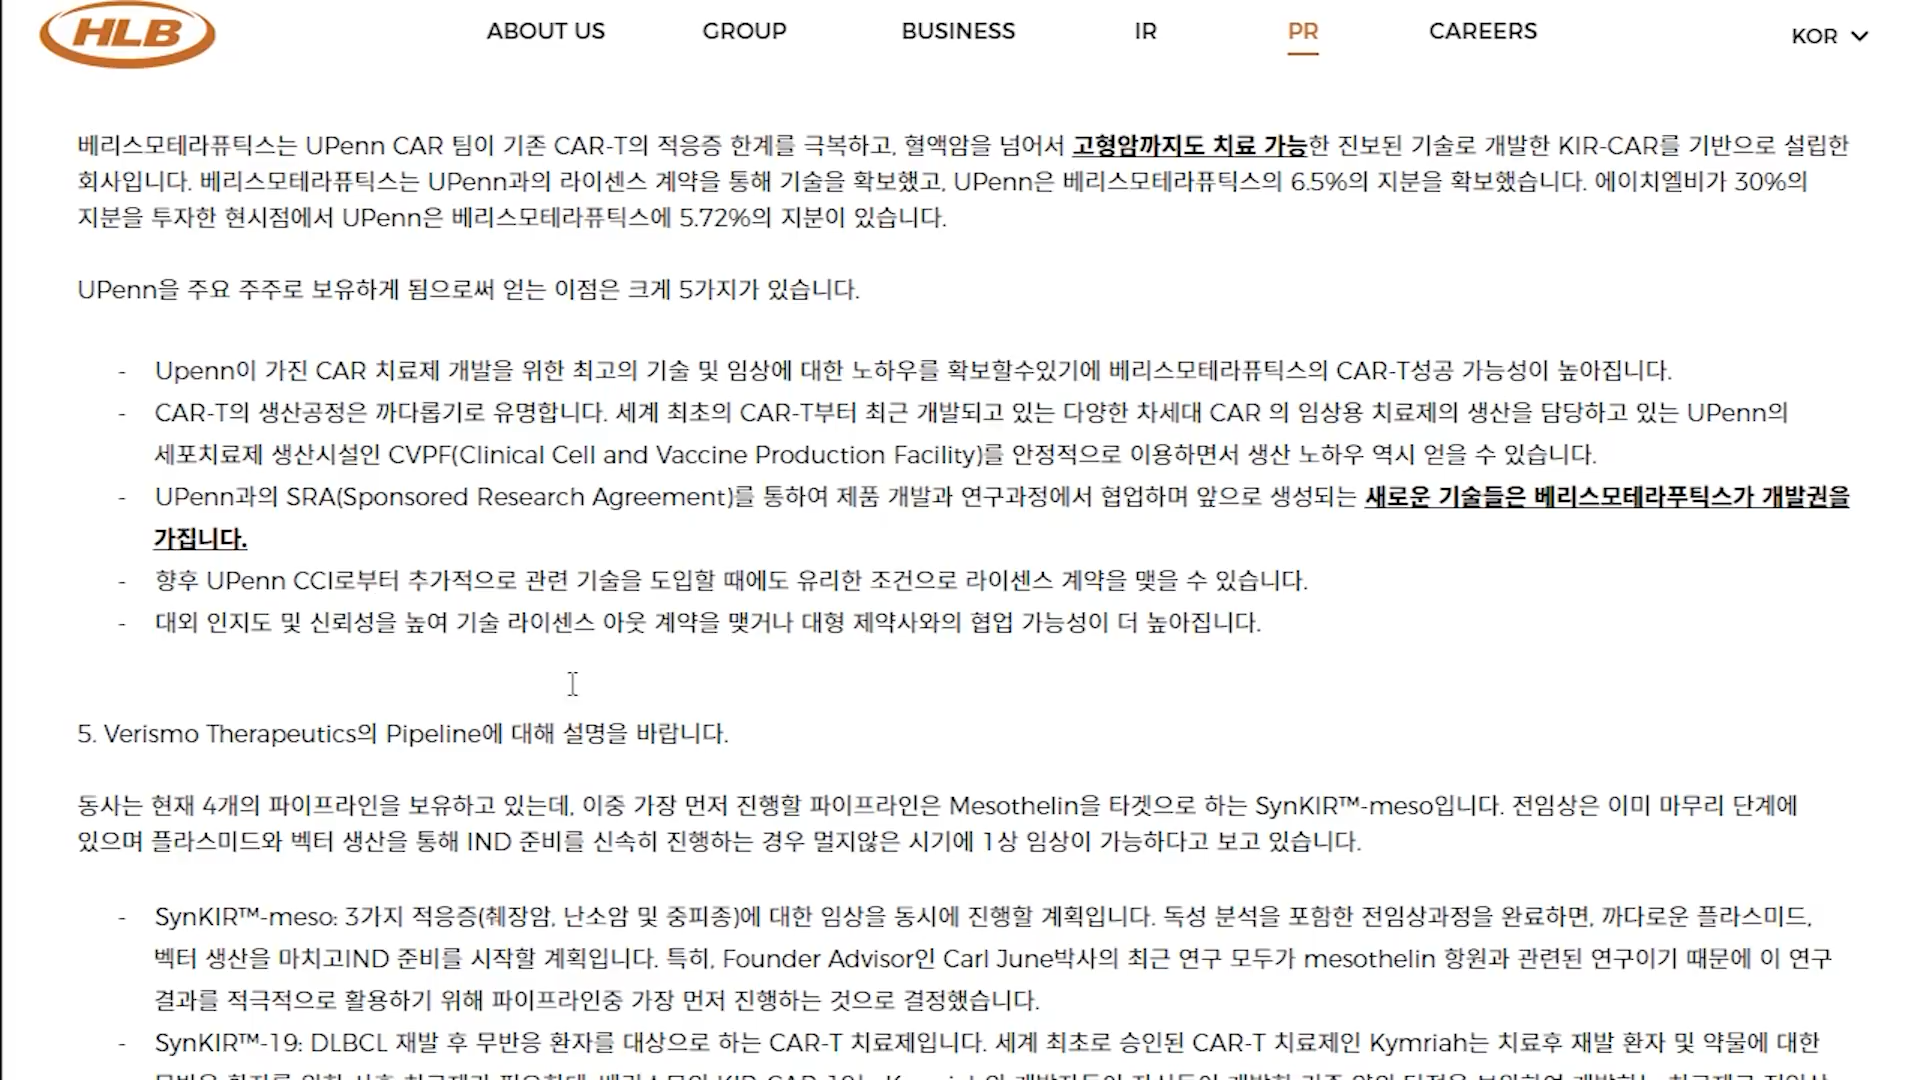 HLB
ABOUT US GROUP BUSINESS IR PR CAREERS KOR
베리스모테라퓨틱스는 UPenn CAR 팀이 기존 CAR-T의 적응증 한계를 극복하고, 혈액암을 넘어서 고형암까지도 치료 가능한 진보된 기술로 개발한 KIR-CAR를 기반으로 설립한
회사입니다. 베리스모테라퓨틱스는 UPenn과의 라이센스 계약을 통해 기술을 확보했고, UPenn은 베리스모테라퓨틱스의 6.5%의 지분을 확보했습니다. 에이치엘비가 30%의
지분을 투자한 현시점에서 UPenn은 베리스모테라퓨틱스에 5.72%의 지분이 있습니다.
UPenn을 주요 주주로 보유하게 됨으로써 얻는 이점은 크게 5가지가 있습니다.
- Upenn이 가진 CAR 치료제 개발을 위한 최고의 기술 및 임상에 대한 노하우를 확보할수있기에 베리스모테라퓨틱스의 CAR-T성공 가능성이 높아집니다.
- CAR-T의 생산공정은 까다롭기로 유명합니다. 세계 최초의 CAR-T부터 최근 개발되고 있는 다양한 차세대 CAR 의 임상용 치료제의 생산을 담당하고 있는 UPenn의
세포치료제 생산시설인 CVPF(Clinical Cell and Vaccine Production Facility)를 안정적으로 이용하면서 생산 노하우 역시 얻을 수 있습니다.
- UPenn과의 SRA(Sponsored Research Agreement)를 통하여 제품 개발과 연구과정에서 협업하며 앞으로 생성되는 새로운 기술들은 베리스모테라푸틱스가 개발권을
가집니다.
- 향후 UPenn CCI로부터 추가적으로 관련 기술을 도입할 때에도 유리한 조건으로 라이센스 계약을 맺을 수 있습니다.
- 대외 인지도 및 신뢰성을 높여 기술 라이센스 아웃 계약을 맺거나 대형 제약사와의 협업 가능성이 더 높아집니다.
5. Verismo Therapeutics의 Pipeline에 대해 설명을 바랍니다.
동사는 현재 4개의 파이프라인을 보유하고 있는데, 이중 가장 먼저 진행할 파이프라인은 Mesothelin을 타겟으로 하는 SynKIR™-meso입니다. 전임상은 이미 마무리 단계에
있으며 플라스미드와 벡터 생산을 통해 IND 준비를 신속히 진행하는 경우 멀지않은 시기에 1상 임상이 가능하다고 보고 있습니다.
- SynKIR™-meso: 3가지 적응증(췌장암, 난소암 및 중피종)에 대한 임상을 동시에 진행할 계획입니다. 독성 분석을 포함한 전임상과정을 완료하면, 까다로운 플라스미드,
벡터 생산을 마치고IND 준비를 시작할 계획입니다. 특히, Founder Advisor인 Carl June박사의 최근 연구 모두가 mesothelin 항원과 관련된 연구이기 때문에 이 연구
결과를 적극적으로 활용하기 위해 파이프라인중 가장 먼저 진행하는 것으로 결정했습니다.
- SynKIR™-19: DLBCL 재발 후 무반응 환자를 대상으로 하는 CAR-T 치료제입니다. 세계 최초로 승인된 CAR-T 치료제인 Kymriah는 치료후 재발 환자 및 약물에 대한